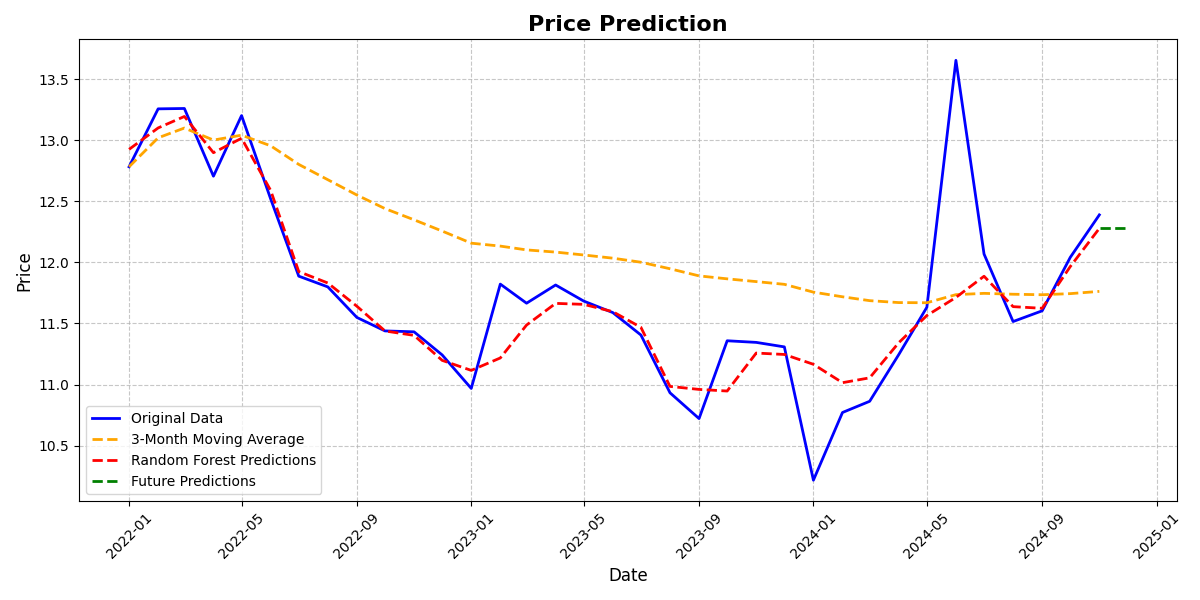 Price Prediction
Price
13.5
13.0
12.5
12.0
11.5
11.0
10.5
Original Data
3-Month Moving Average
Random Forest Predictions
Future Predictions
2022-01
2022-05
2022-09
2023-01
2023-05
2023-09
2024-01
2024-05
2024-09
2025-01
Date